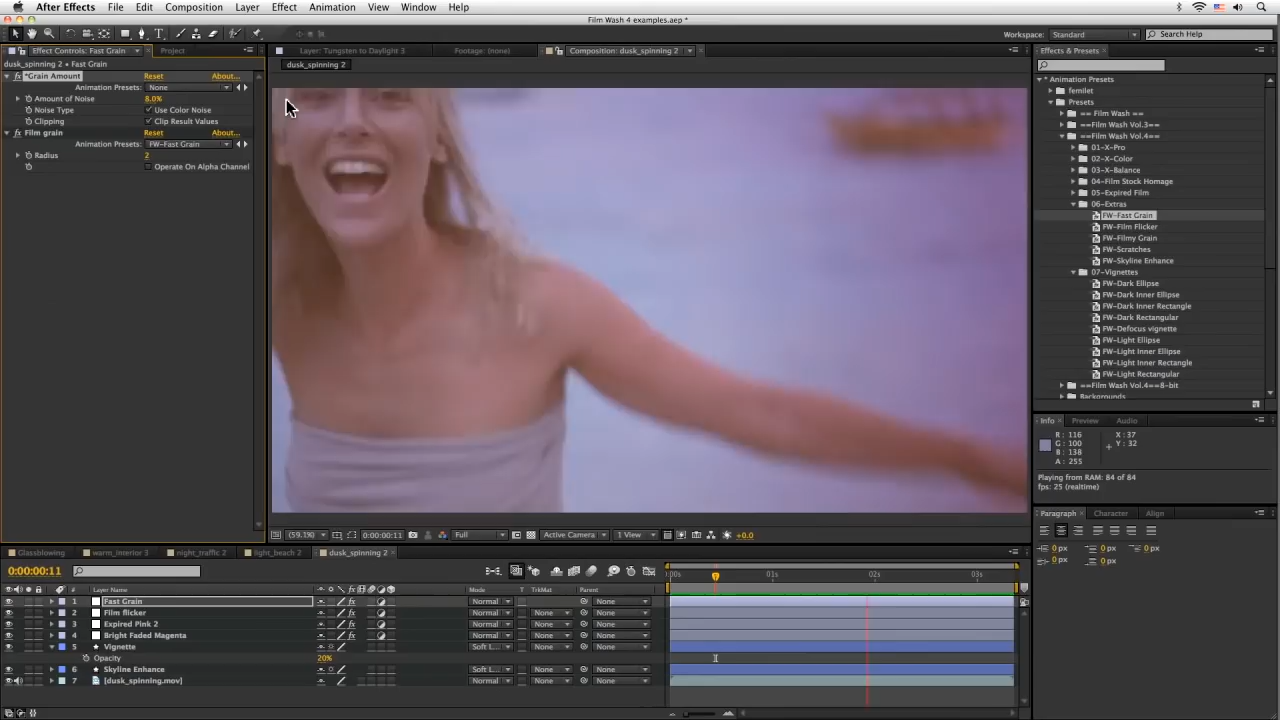 After Effects File Edit Composition Layer Effect Animation View Window Help
Film Wash 4 examples.aep *
Workspace: Standard Search Help
Effect Controls: Fast Grain Project
Layer: Tungsten to Daylight 3 Footage: (none) Composition: dusk_spinning 2
Effects & Presets
dusk_spinning 2 • Fast Grain
dusk_spinning 2
*Grain Amount Reset About...
Animation Presets: None
Amount of Noise 8.0%
Noise Type Use Color Noise
Clipping Clip Result Values
Film grain Reset About...
Animation Presets: FW-Fast Grain
Radius 2
Operate On Alpha Channel
* Animation Presets
femilet
Presets
== Film Wash ==
==Film Wash Vol.3==
==Film Wash Vol.4==
01-X-Pro
02-X-Color
03-X-Balance
04-Film Stock Homage
05-Expired Film
06-Extras
FW-Fast Grain
FW-Film Flicker
FW-Filmy Grain
FW-Scratches
FW-Skyline Enhance
07-Vignettes
FW-Dark Ellipse
FW-Dark Inner Ellipse
FW-Dark Inner Rectangle
FW-Dark Rectangular
FW-Defocus vignette
FW-Light Ellipse
FW-Light Inner Ellipse
FW-Light Inner Rectangle
FW-Light Rectangular
==Film Wash Vol.4==8-bit
Backgrounds
Info Preview Audio
R: 116 X: 37
G: 100 Y: 32
B: 138
A: 255
Playing from RAM: 84 of 84
fps: 25 (realtime)
Paragraph Character Align
0 px 0 px 0 px
0 px 0 px
(59.1%) 0:00:00:11 Full Active Camera 1 View +0.0
Glassblowing warm_interior 3 night_traffic 2 light_beach 2 dusk_spinning 2
0:00:00:11
:00s 01s 02s 03s
# Layer Name Mode T TrkMat Parent
1 Fast Grain Normal None
2 Film flicker Normal None None
3 Expired Pink 2 Normal None None
4 Bright Faded Magenta Normal None None
5 Vignette Soft L... None None
Opacity 20%
6 Skyline Enhance Soft L... None None
7 [dusk_spinning.mov] Normal None None